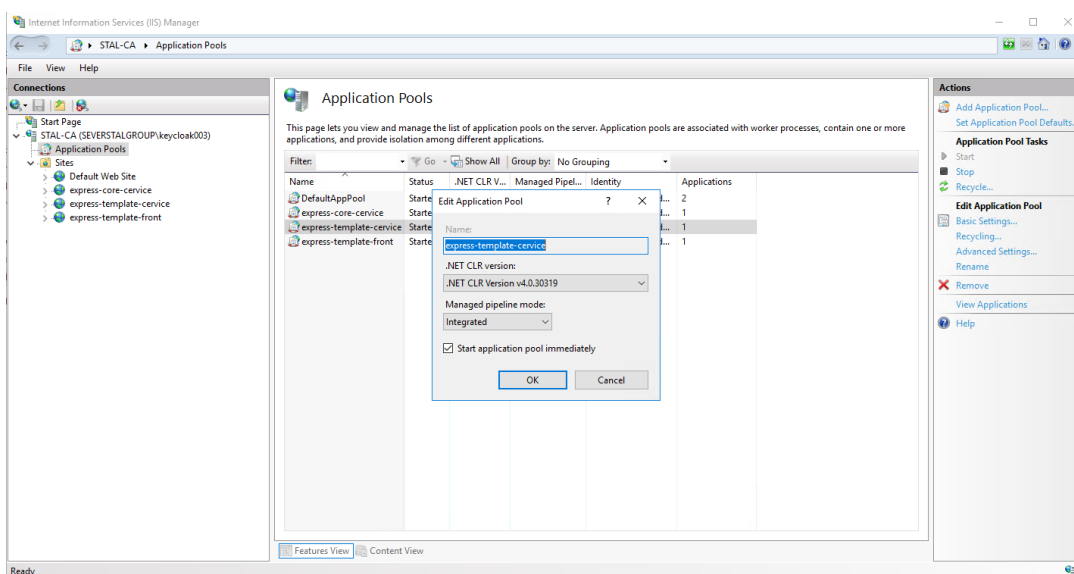 Internet Information Services (IIS) Manager
STAL-CA Application Pools
File View Help
Connections
Start Page
STAL-CA (SEVERSTALGROUP\keycloak003)
Application Pools
Sites
Default Web Site
express-core-cervice
express-template-cervice
express-template-front
Application Pools
This page lets you view and manage the list of application pools on the server. Application pools are associated with worker processes, contain one or more
applications, and provide isolation among different applications.
Filter: Go Show All Group by: No Grouping
Name Status .NET CLR V... Managed Pipel... Identity Applications
DefaultAppPool Starte d... 2
express-core-cervice Starte d... 1
express-template-cervice Starte d... 1
express-template-front Starte d... 1
Edit Application Pool ? X
Name:
express-template-cervice
.NET CLR version:
.NET CLR Version v4.0.30319
Managed pipeline mode:
Integrated
Start application pool immediately
OK Cancel
Features View Content View
Actions
Add Application Pool...
Set Application Pool Defaults.
Application Pool Tasks
Start
Stop
Recycle...
Edit Application Pool
Basic Settings...
Recycling...
Advanced Settings...
Rename
Remove
View Applications
Help
Ready